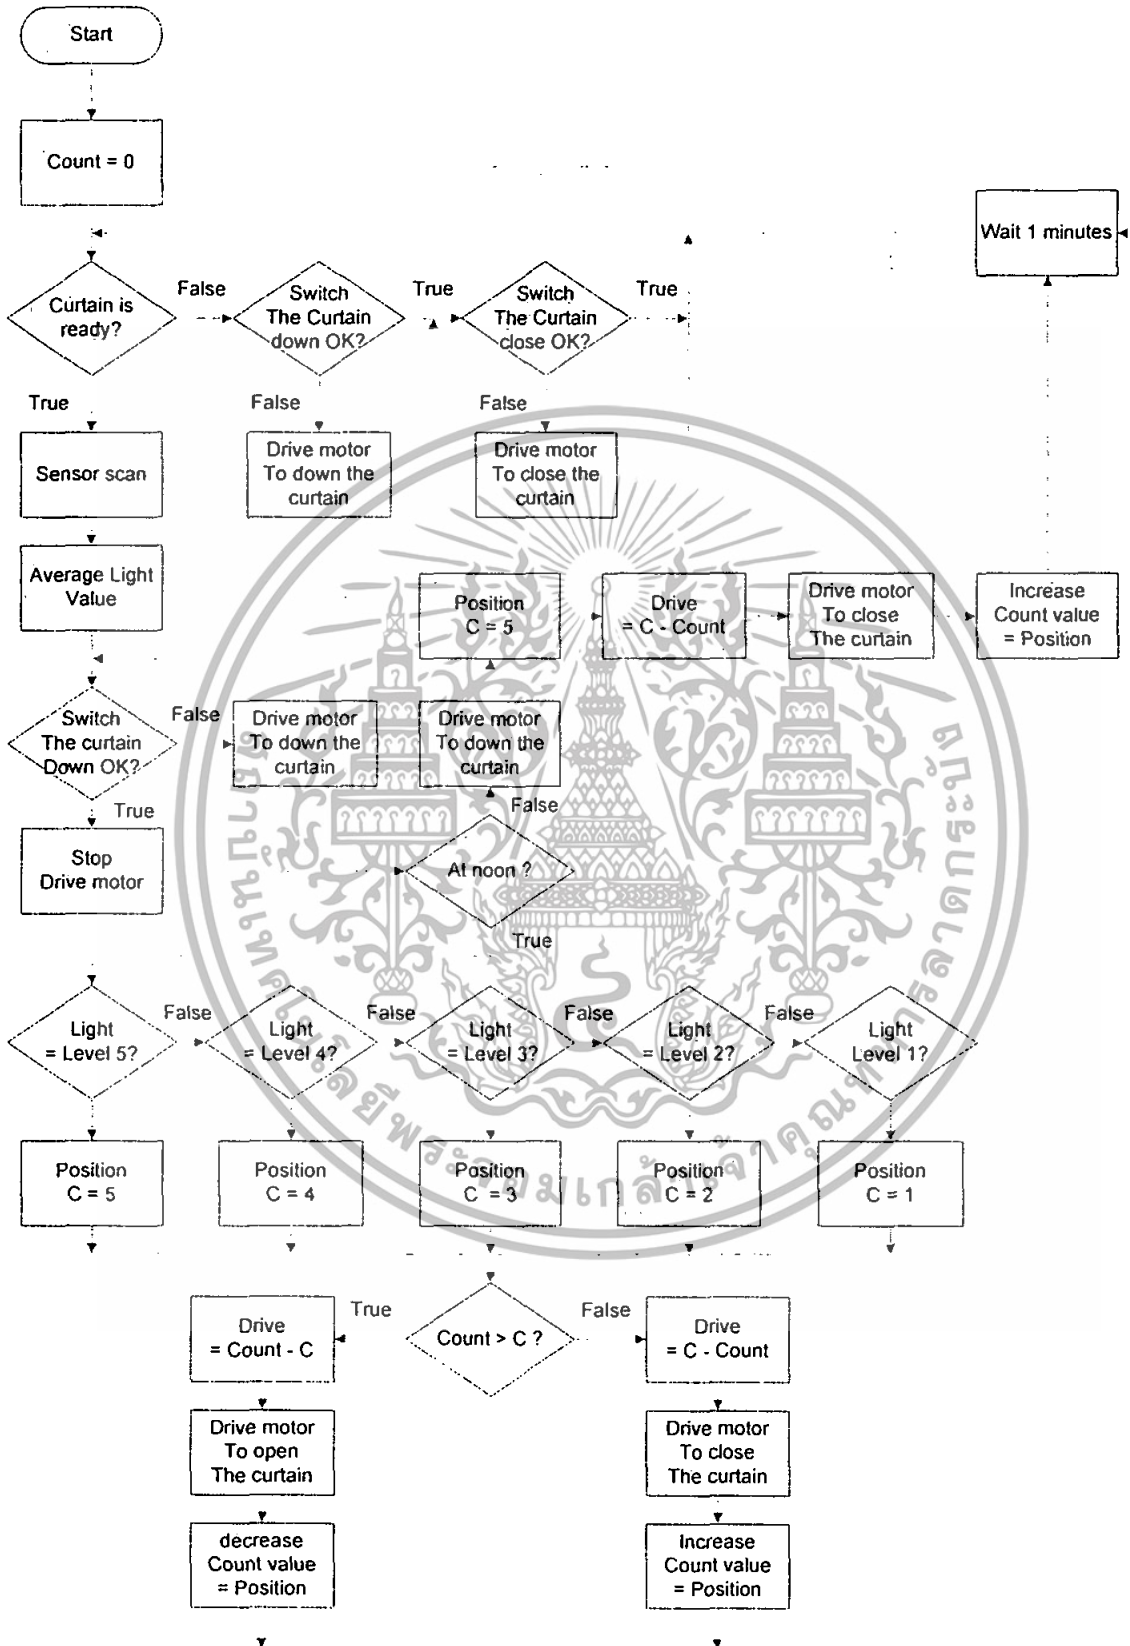 Start
Count = 0
Wait 1 minutes
Curtain is
ready?
False
Switch
The Curtain
down OK?
True
Switch
The Curtain
close OK?
True
True
False
False
Sensor scan
Drive motor
To down the
curtain
Drive motor
To close the
curtain
Average Light
Value
Position
C = 5
Drive
= C - Count
Drive motor
To close
The curtain
Increase
Count value
= Position
Switch
The curtain
Down OK?
False
Drive motor
To down the
curtain
Drive motor
To down the
curtain
True
False
Stop
Drive motor
At noon ?
True
Light
= Level 5?
False
Light
= Level 4?
False
Light
= Level 3?
False
Light
= Level 2?
False
Light
Level 1?
Position
C = 5
Position
C = 4
Position
C = 3
Position
C = 2
Position
C = 1
Drive
= Count - C
True
Count > C ?
False
Drive
= C - Count
Drive motor
To open
The curtain
Drive motor
To close
The curtain
decrease
Count value
= Position
Increase
Count value
= Position